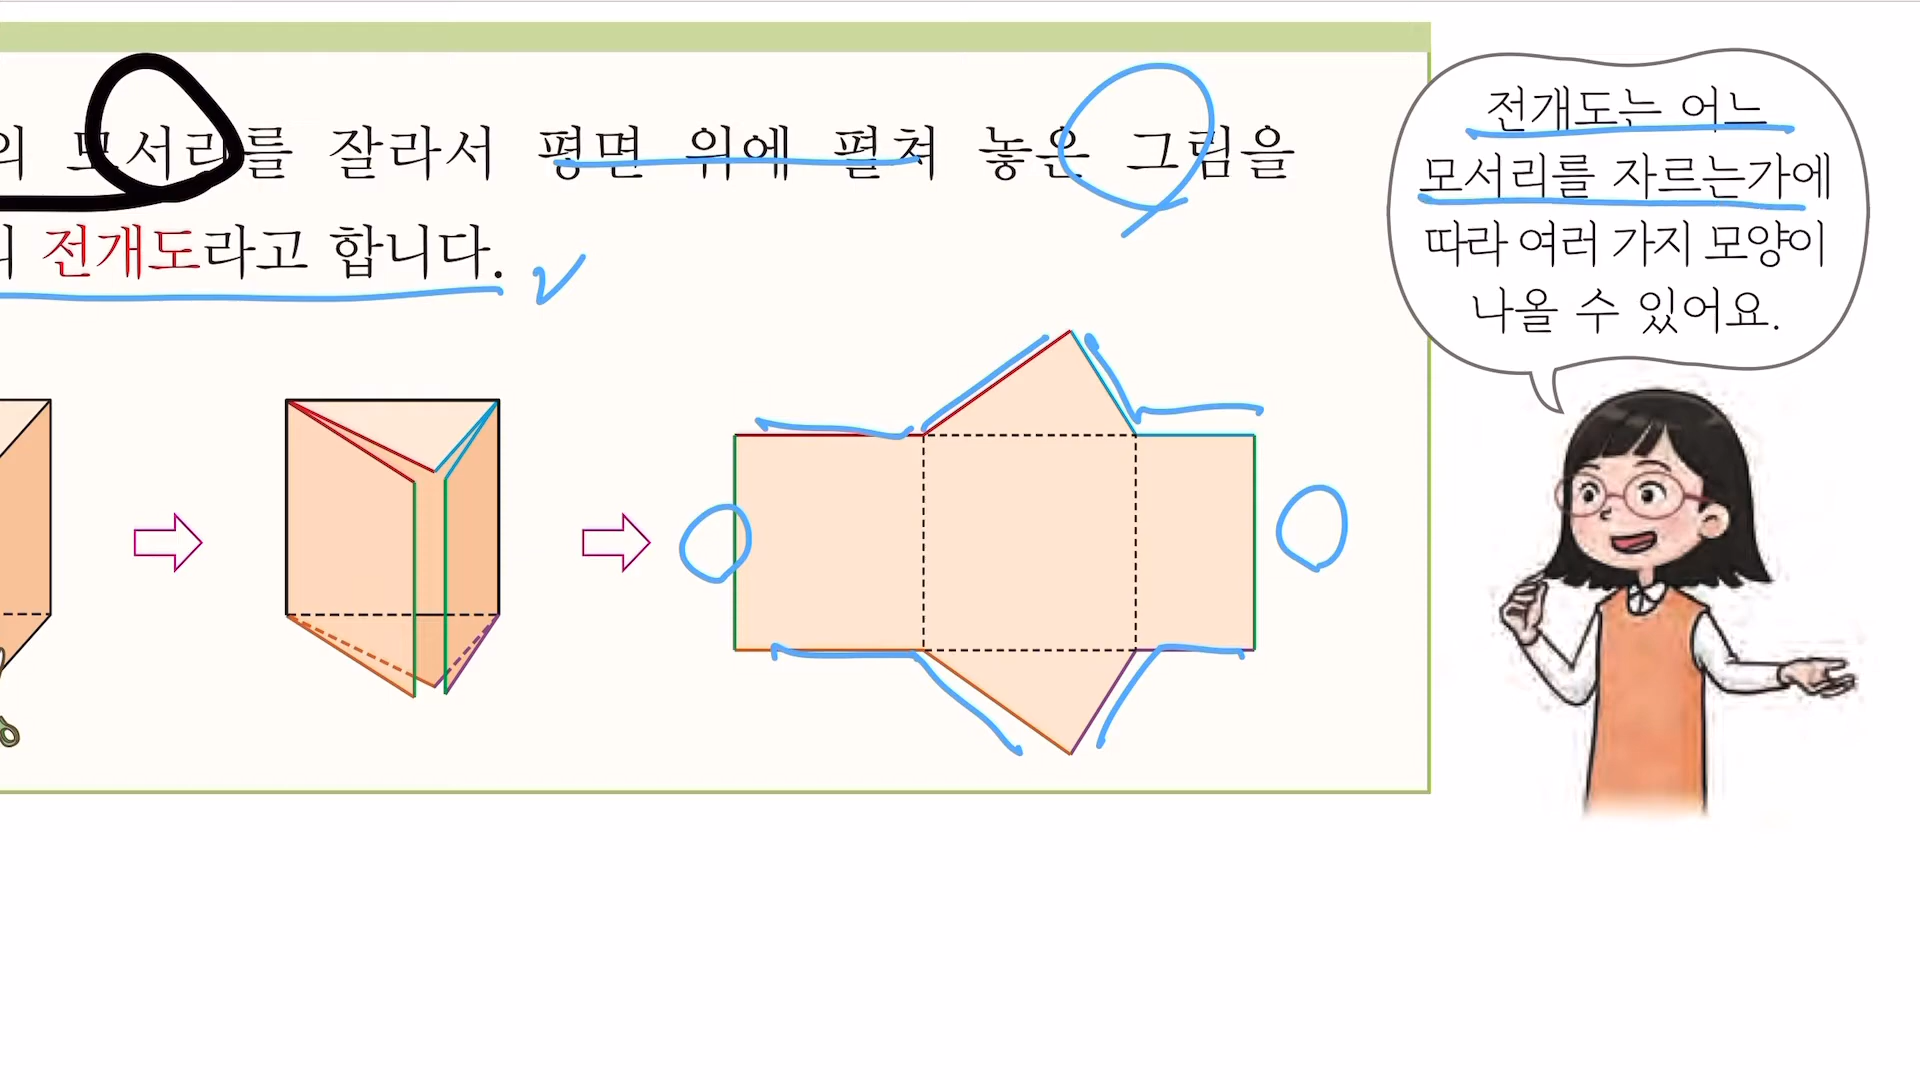 의 모서리를 잘라서 평면 위에 펼쳐 놓은 그림을
전개도라고 합니다.
전개도는 어느
모서리를 자르는가에
따라 여러 가지 모양이
나올 수 있어요.